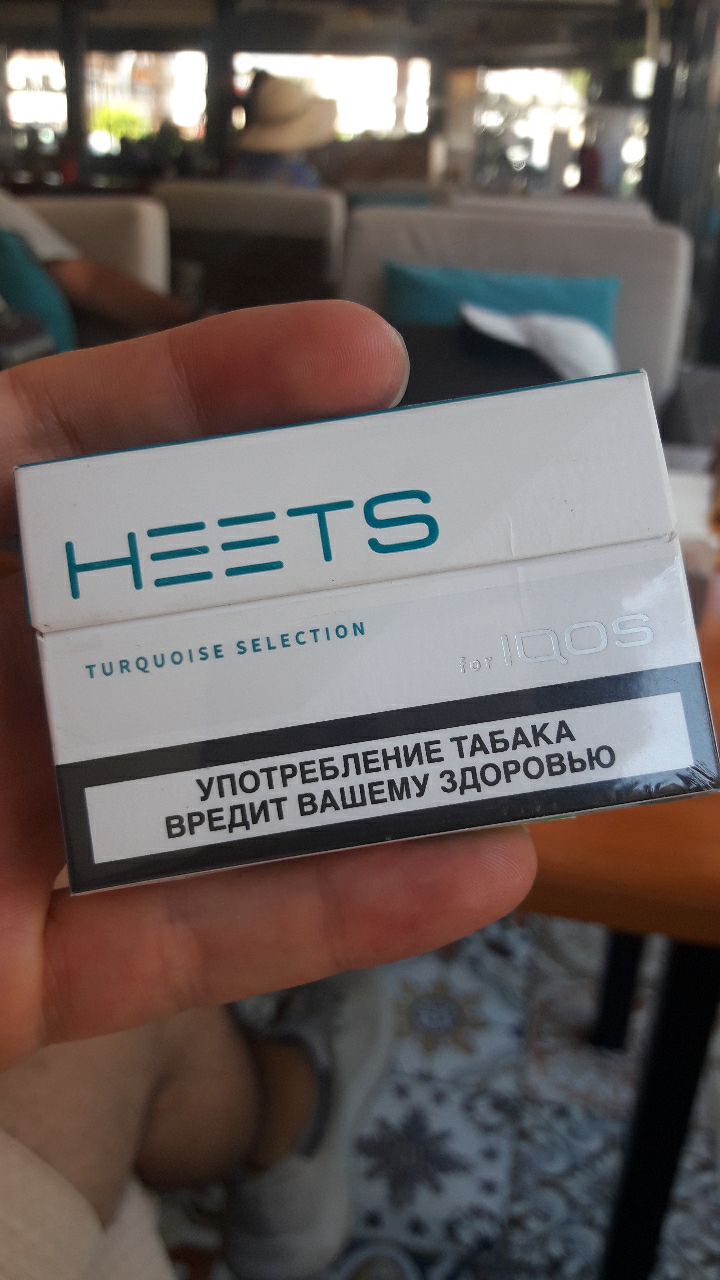 HEETS
TURQUOISE SELECTION
for IQOS
УПОТРЕБЛЕНИЕ ТАБАКА
ВРЕДИТ ВАШЕМУ ЗДОРОВЬЮ